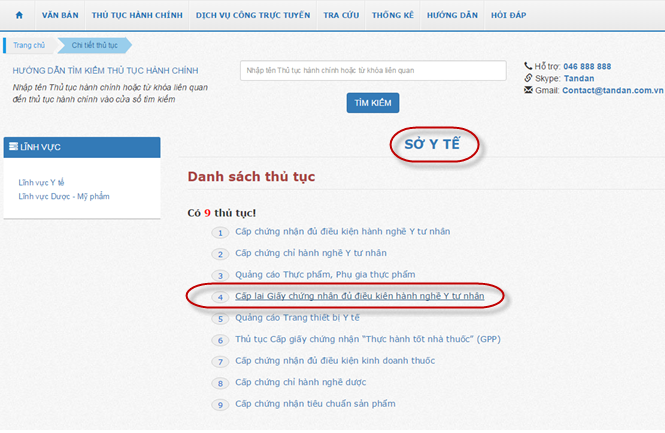 VĂN BẢN THỦ TỤC HÀNH CHÍNH DỊCH VỤ CÔNG TRỰC TUYẾN TRA CỨU THỐNG KÊ HƯỚNG DẪN HỎI ĐÁP
Trang chủ Chi tiết thủ tục
HƯỚNG DẪN TÌM KIẾM THỦ TỤC HÀNH CHÍNH
Nhập tên Thủ tục hành chính hoặc từ khóa liên quan
đến thủ tục hành chính vào cửa sổ tìm kiếm
Nhập tên Thủ tục hành chính hoặc từ khóa liên quan
TÌM KIẾM
Hỗ trợ: 046 888 888
Skype: Tandan
Gmail: Contact@tandan.com.vn
LĨNH VỰC
Lĩnh vực Y tế
Lĩnh vực Dược - Mỹ phẩm
SỞ Y TẾ
Danh sách thủ tục
Có 9 thủ tục!
1 Cấp chứng nhận đủ điều kiện hành nghề Y tư nhân
2 Cấp chứng chỉ hành nghề Y tư nhân
3 Quảng cáo Thực phẩm, Phụ gia thực phẩm
4 Cấp lại Giấy chứng nhận đủ điều kiện hành nghề Y tư nhân
5 Quảng cáo Trang thiết bị Y tế
6 Thủ tục Cấp giấy chứng nhận "Thực hành tốt nhà thuốc" (GPP)
7 Cấp chứng nhận đủ điều kiện kinh doanh thuốc
8 Cấp chứng chỉ hành nghề dược
9 Cấp chứng nhận tiêu chuẩn sản phẩm